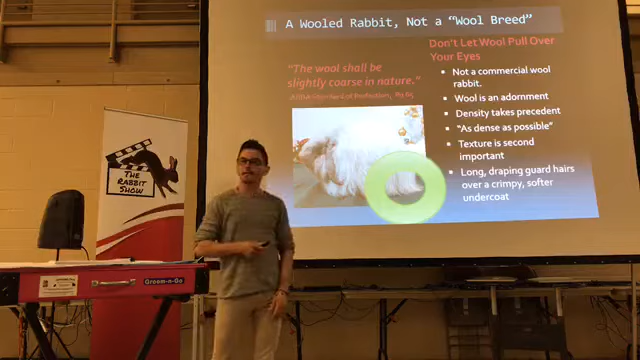 A Wooled Rabbit, Not a "Wool Breed"
"The wool shall be
slightly coarse in nature."
Don't Let Wool Pull Over
Your Eyes
• Not a commercial wool
rabbit.
• Wool is an adornment
• Density takes precedent
• "As dense as possible"
• Texture is second
important
• Long, draping guard hairs
over a crimpy, softer
undercoat
The
Rabbit
Show
Groom-n-Go